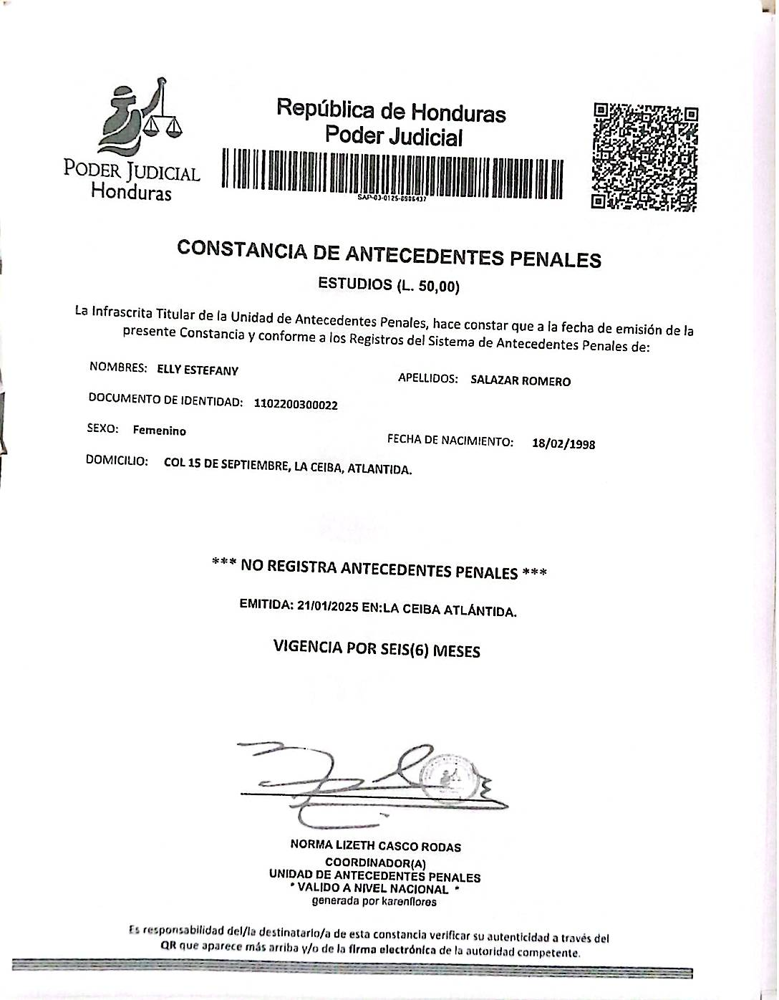 PODER JUDICIAL
Honduras
República de Honduras
Poder Judicial
CONSTANCIA DE ANTECEDENTES PENALES
ESTUDIOS (L. 50,00)
La Infrascrita Titular de la Unidad de Antecedentes Penales, hace constar que a la fecha de emisión de la
presente Constancia y conforme a los Registros del Sistema de Antecedentes Penales de:
NOMBRES: ELLY ESTEFANY APELLIDOS: SALAZAR ROMERO
DOCUMENTO DE IDENTIDAD: 1102200300022
SEXO: Femenino FECHA DE NACIMIENTO: 18/02/1998
DOMICILIO: COL 15 DE SEPTIEMBRE, LA CEIBA, ATLANTIDA.
*** NO REGISTRA ANTECEDENTES PENALES ***
EMITIDA: 21/01/2025 EN:LA CEIBA ATLÁNTIDA.
VIGENCIA POR SEIS(6) MESES
NORMA LIZETH CASCO RODAS
COORDINADOR(A)
UNIDAD DE ANTECEDENTES PENALES
* VALIDO A NIVEL NACIONAL *
generada por karenflores
Es responsabilidad del/la destinatario/a de esta constancia verificar su autenticidad a través del
QR que aparece más arriba y/o de la firma electrónica de la autoridad competente.